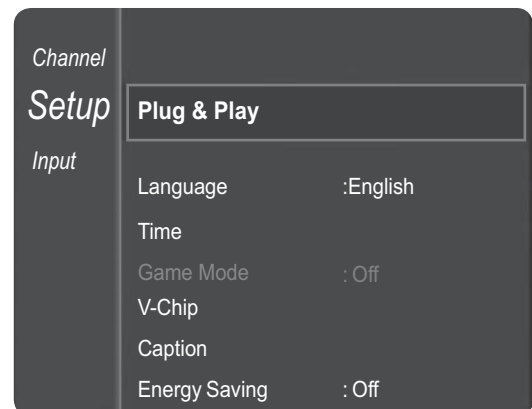 Channel
Setup
Input
Plug & Play
Language :English
Time
Game Mode : Off
V-Chip
Caption
Energy Saving : Off